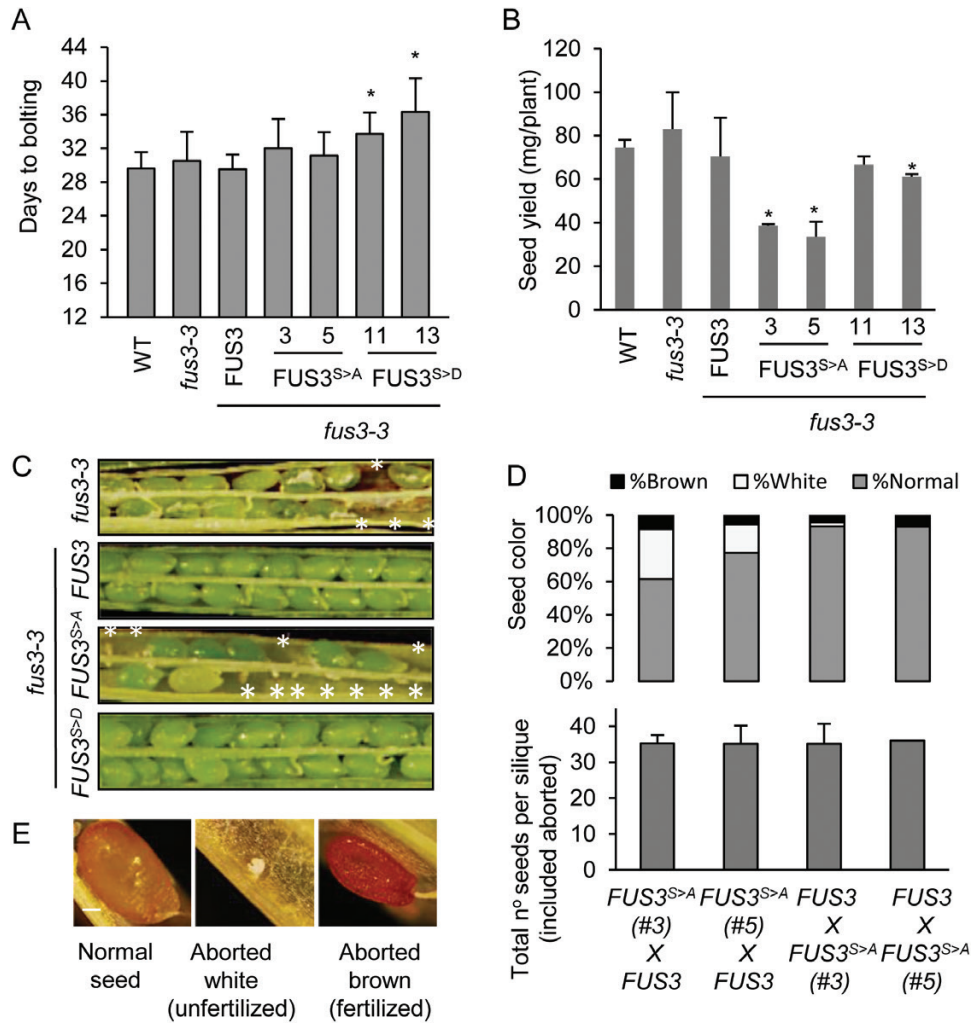 A
Days to bolting
44
40
36
32
28
24
20
16
12
*
*
3 5 11 13
WT
fus3-3
FUS3
FUS3S>A
FUS3S>D
fus3-3
B
Seed yield (mg/plant)
120
100
80
60
40
20
0
* * *
3 5 11 13
WT
fus3-3
FUS3
FUS3S>A
FUS3S>D
fus3-3
C
fus3-3
FUS3
FUS3S>A
FUS3S>D
fus3-3
* * * *
* * * * * * * * * * *
D
%Brown %White %Normal
Seed color
100%
80%
60%
40%
20%
0%
Total nº seeds per silique
(included aborted)
40
30
20
10
0
FUS3S>A
(#3)
X
FUS3
FUS3S>A
(#5)
X
FUS3
FUS3
X
FUS3S>A
(#3)
FUS3
X
FUS3S>A
(#5)
E
Normal
seed
Aborted
white
(unfertilized)
Aborted
brown
(fertilized)